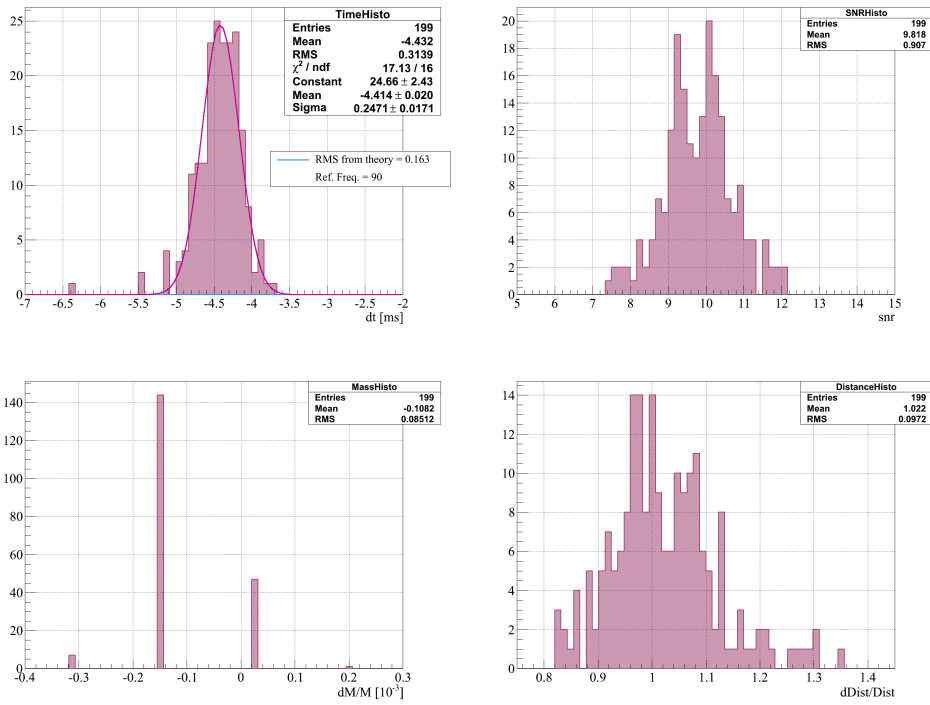 TimeHisto
Entries 199
Mean -4.432
RMS 0.3139
χ² / ndf 17.13 / 16
Constant 24.66 ± 2.43
Mean -4.414 ± 0.020
Sigma 0.2471 ± 0.0171
RMS from theory = 0.163
Ref. Freq. = 90
25
20
15
10
5
0
-7 -6.5 -6 -5.5 -5 -4.5 -4 -3.5 -3 -2.5 -2
dt [ms]
SNRHisto
Entries 199
Mean 9.818
RMS 0.907
20
18
16
14
12
10
8
6
4
2
0
5 6 7 8 9 10 11 12 13 14 15
snr
MassHisto
Entries 199
Mean -0.1082
RMS 0.08512
140
120
100
80
60
40
20
0
-0.4 -0.3 -0.2 -0.1 0 0.1 0.2 0.3
dM/M [10⁻³]
DistanceHisto
Entries 199
Mean 1.022
RMS 0.0972
14
12
10
8
6
4
2
0
0.8 0.9 1 1.1 1.2 1.3 1.4
dDist/Dist